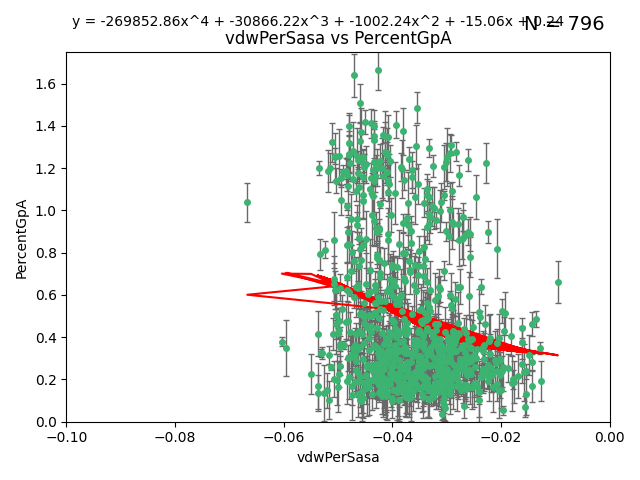 y = -269852.86x^4 + -30866.22x^3 + -1002.24x^2 + -15.06x + 0.24
N = 796
vdwPerSasa vs PercentGpA
1.6
1.4
1.2
1.0
0.8
0.6
0.4
0.2
0.0
PercentGpA
−0.10 −0.08 −0.06 −0.04 −0.02 0.00
vdwPerSasa